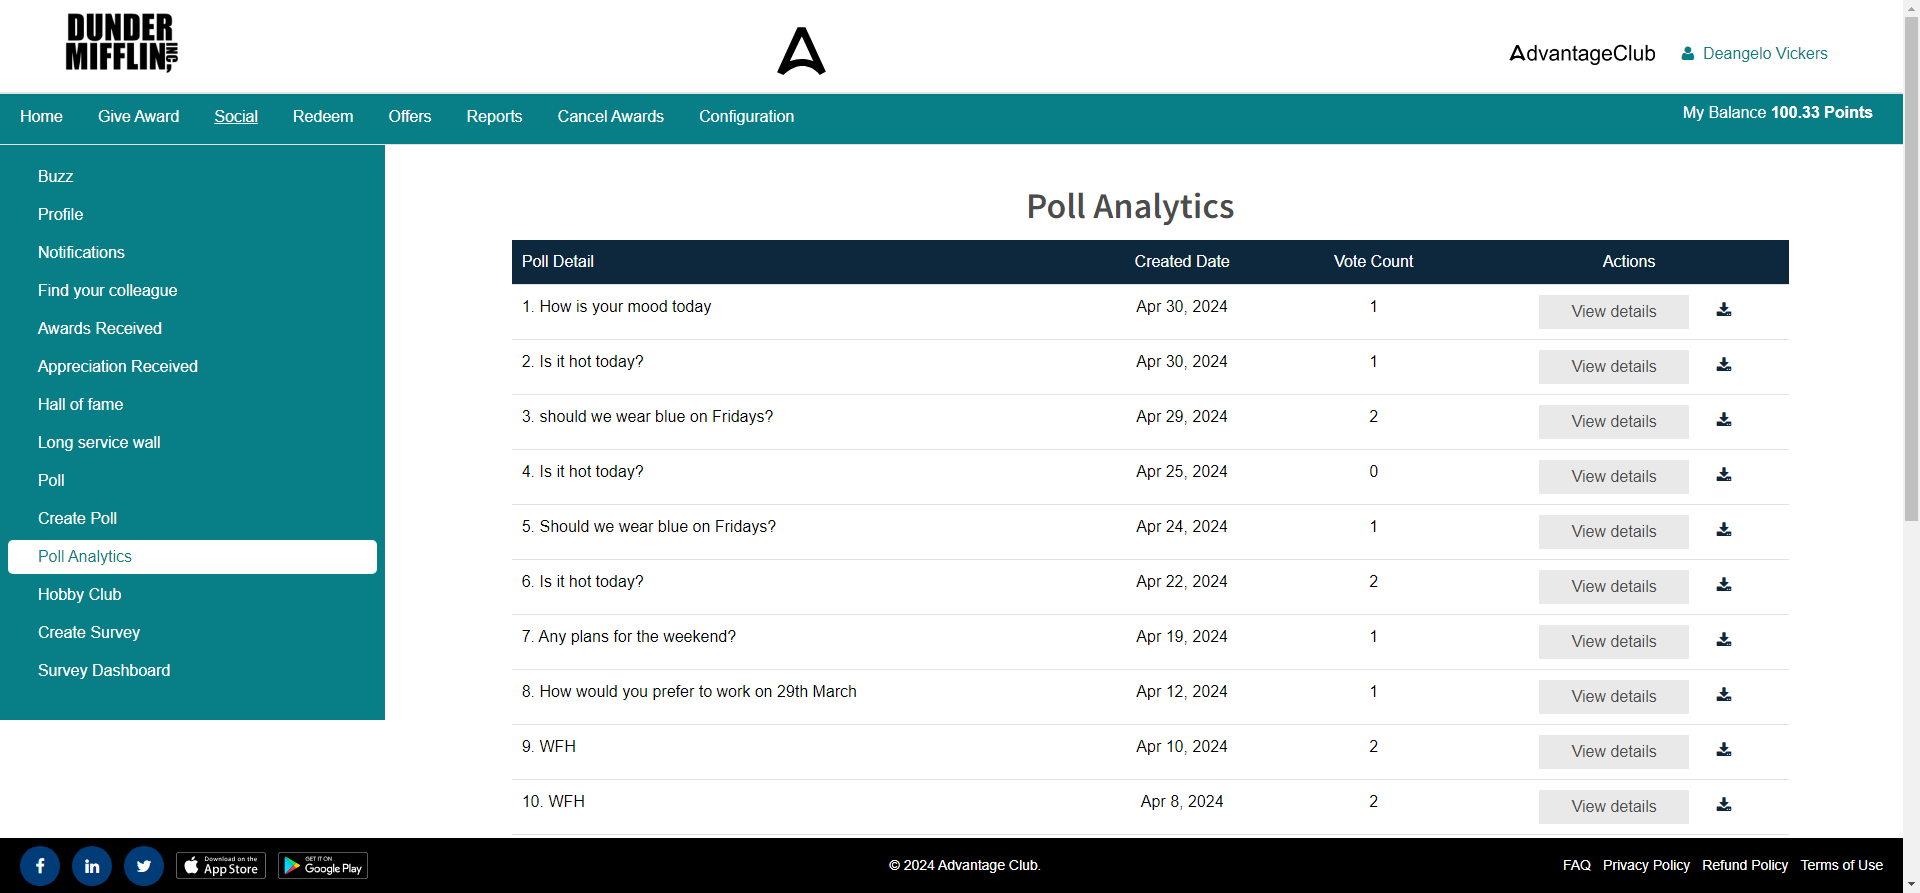 DUNDER
MIFFLIN, INC
AdvantageClub
Deangelo Vickers
Home Give Award Social Redeem Offers Reports Cancel Awards Configuration
My Balance 100.33 Points
Buzz
Profile
Notifications
Find your colleague
Awards Received
Appreciation Received
Hall of fame
Long service wall
Poll
Create Poll
Poll Analytics
Hobby Club
Create Survey
Survey Dashboard
Poll Analytics
Poll Detail Created Date Vote Count Actions
1. How is your mood today Apr 30, 2024 1 View details
2. Is it hot today? Apr 30, 2024 1 View details
3. should we wear blue on Fridays? Apr 29, 2024 2 View details
4. Is it hot today? Apr 25, 2024 0 View details
5. Should we wear blue on Fridays? Apr 24, 2024 1 View details
6. Is it hot today? Apr 22, 2024 2 View details
7. Any plans for the weekend? Apr 19, 2024 1 View details
8. How would you prefer to work on 29th March Apr 12, 2024 1 View details
9. WFH Apr 10, 2024 2 View details
10. WFH Apr 8, 2024 2 View details
Download on the
App Store
GET IT ON
Google Play
© 2024 Advantage Club.
FAQ Privacy Policy Refund Policy Terms of Use